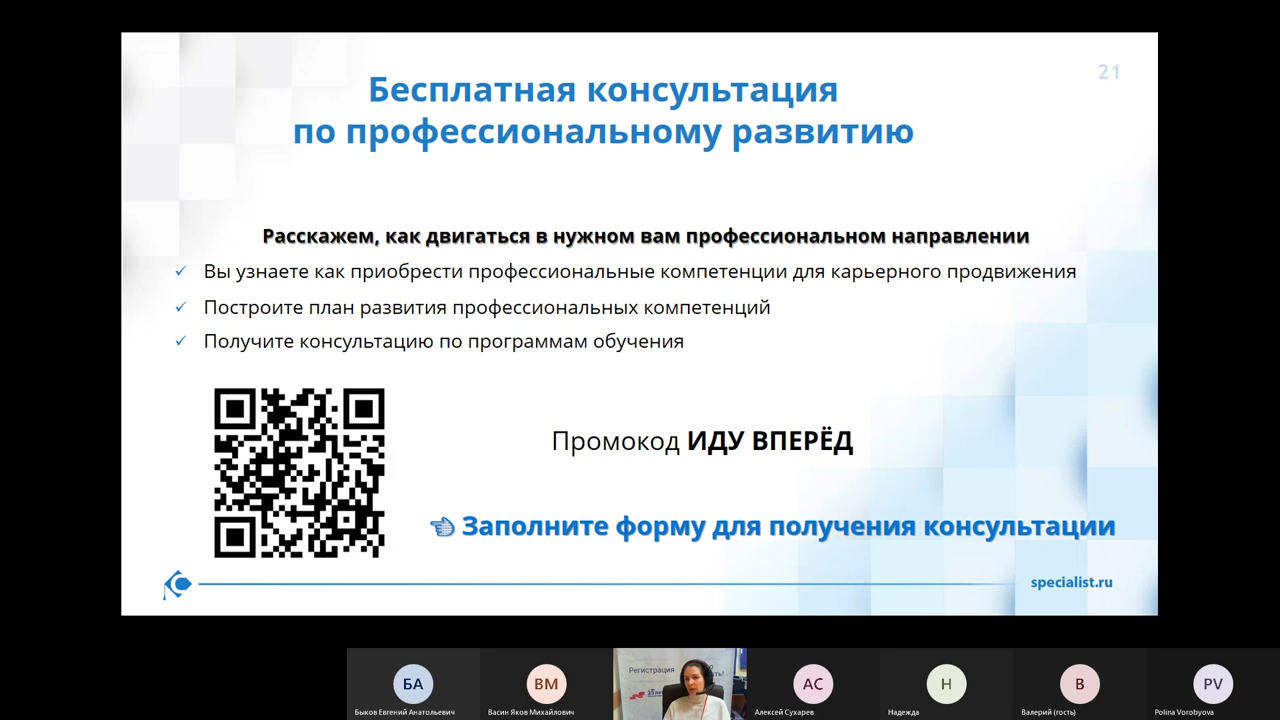 21
Бесплатная консультация
по профессиональному развитию
Расскажем, как двигаться в нужном вам профессиональном направлении
✓ Вы узнаете как приобрести профессиональные компетенции для карьерного продвижения
✓ Построите план развития профессиональных компетенций
✓ Получите консультацию по программам обучения
Промокод ИДУ ВПЕРЁД
Заполните форму для получения консультации
specialist.ru
БА
ВМ
Регистрация
АС
Н
В
PV
Быков Евгений Анатольевич
Васин Яков Михайлович
Алексей Сухарев
Надежда
Валерий (гость)
Polina Vorobyova